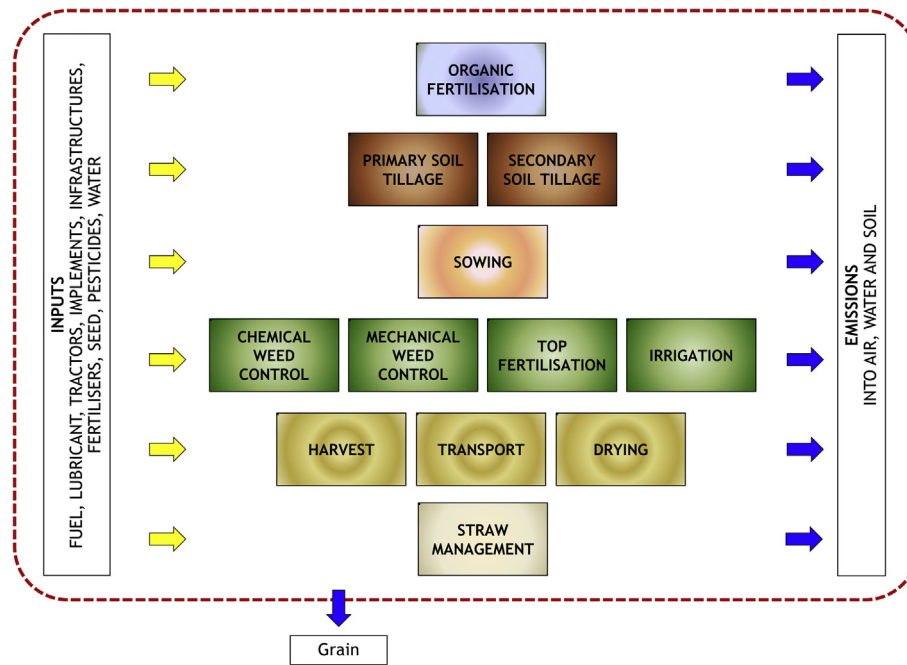 INPUTS
FUEL, LUBRICANT, TRACTORS, IMPLEMENTS, INFRASTRUCTURES,
FERTILISERS, SEED, PESTICIDES, WATER
ORGANIC
FERTILISATION
PRIMARY SOIL
TILLAGE
SECONDARY
SOIL TILLAGE
SOWING
CHEMICAL
WEED
CONTROL
MECHANICAL
WEED
CONTROL
TOP
FERTILISATION
IRRIGATION
HARVEST
TRANSPORT
DRYING
STRAW
MANAGEMENT
EMISSIONS
INTO AIR, WATER AND SOIL
Grain